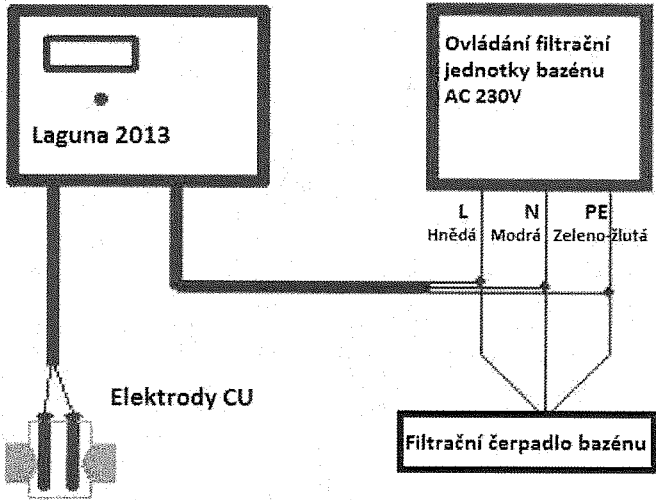 Laguna 2013
Ovládání filtrační
jednotky bazénu
AC 230V
L N PE
Hnědá Modrá Zeleno-žlutá
Elektrody CU
Filtrační čerpadlo bazénu